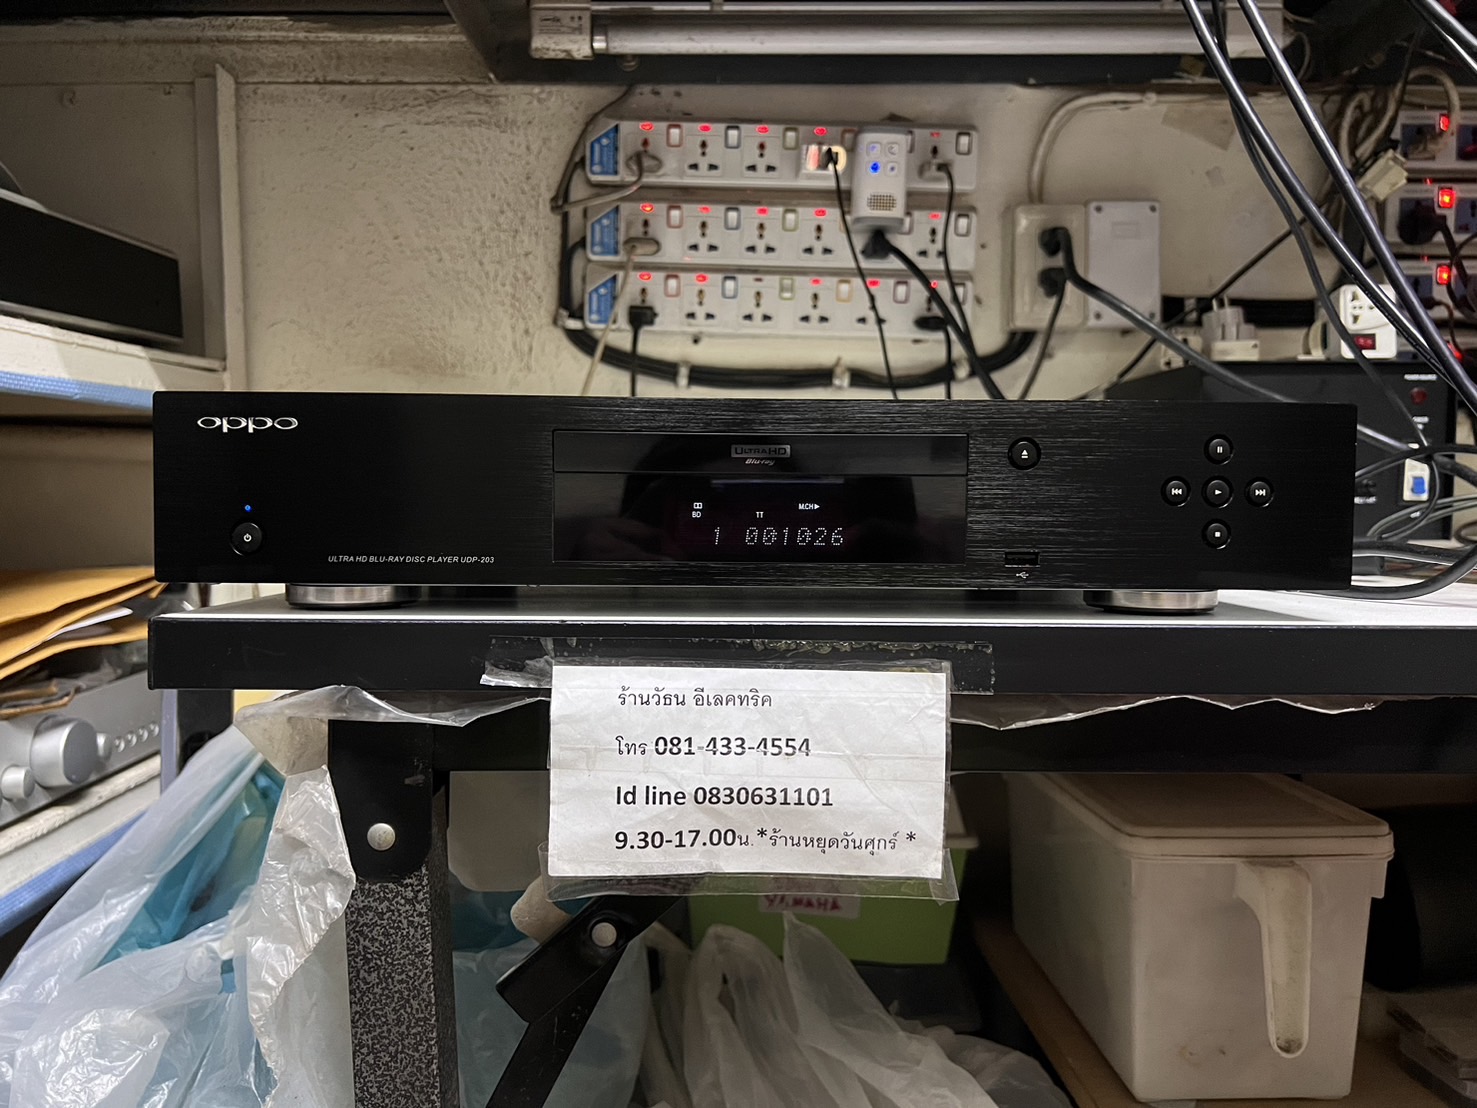 oppo
ULTRA HD
Blu-ray
BD
TT
M.CH
1 001026
ULTRA HD BLU-RAY DISC PLAYER UDP-203
ร้านวัธน อีเลคทริค
โทร 081-433-4554
Id line 0830631101
9.30-17.00น. *ร้านหยุดวันศุกร์ *